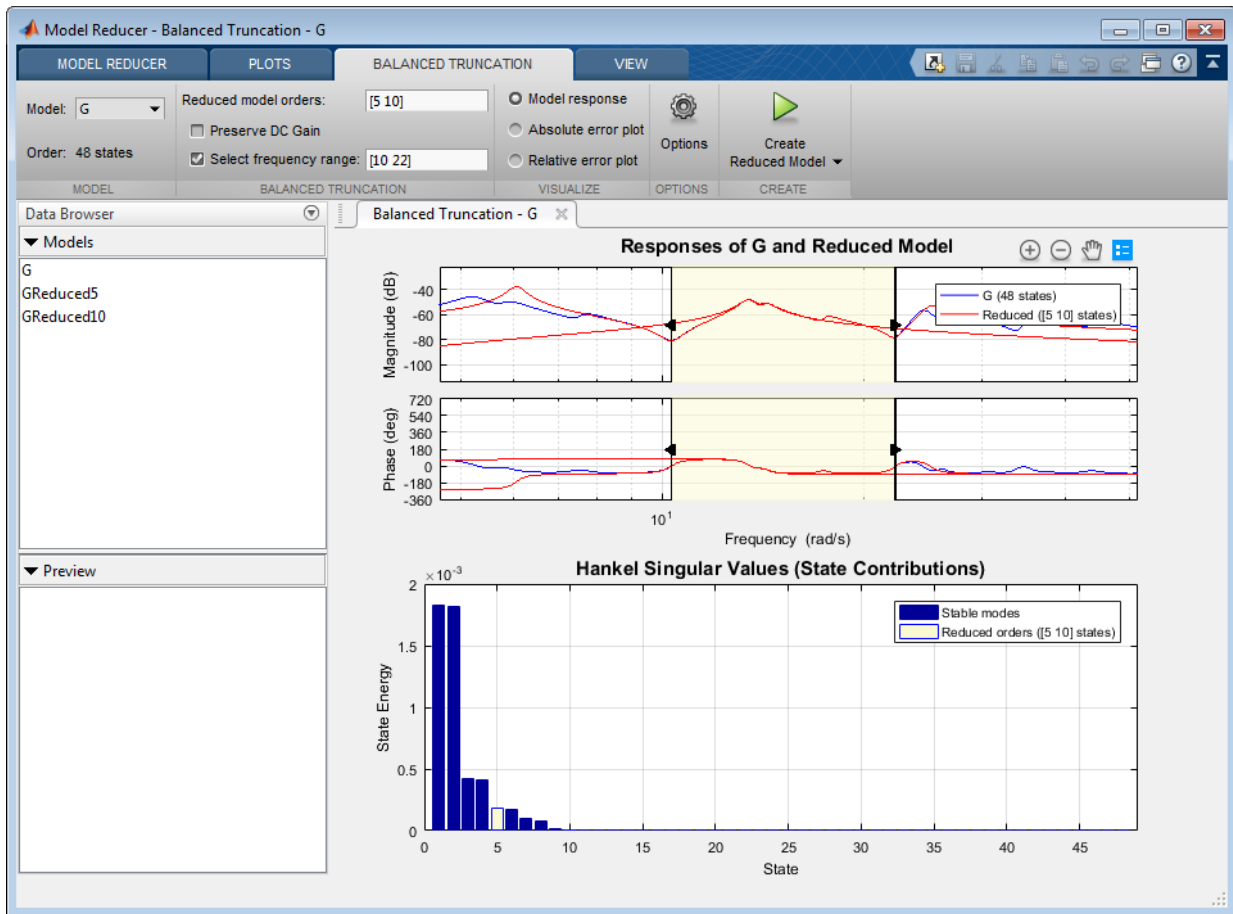 Model Reducer - Balanced Truncation - G
MODEL REDUCER PLOTS BALANCED TRUNCATION VIEW
Model: G
Order: 48 states
MODEL
Reduced model orders: [5 10]
Preserve DC Gain
Select frequency range: [10 22]
BALANCED TRUNCATION
Model response
Absolute error plot
Relative error plot
VISUALIZE
Options
OPTIONS
Create
Reduced Model
CREATE
Data Browser
Models
G
GReduced5
GReduced10
Preview
Balanced Truncation - G
Responses of G and Reduced Model
Magnitude (dB)
-40
-60
-80
-100
G (48 states)
Reduced ([5 10] states)
Phase (deg)
720
540
360
180
0
-180
-360
10¹
Frequency (rad/s)
Hankel Singular Values (State Contributions)
×10⁻³
State Energy
2
1.5
1
0.5
0
Stable modes
Reduced orders ([5 10] states)
0 5 10 15 20 25 30 35 40 45
State